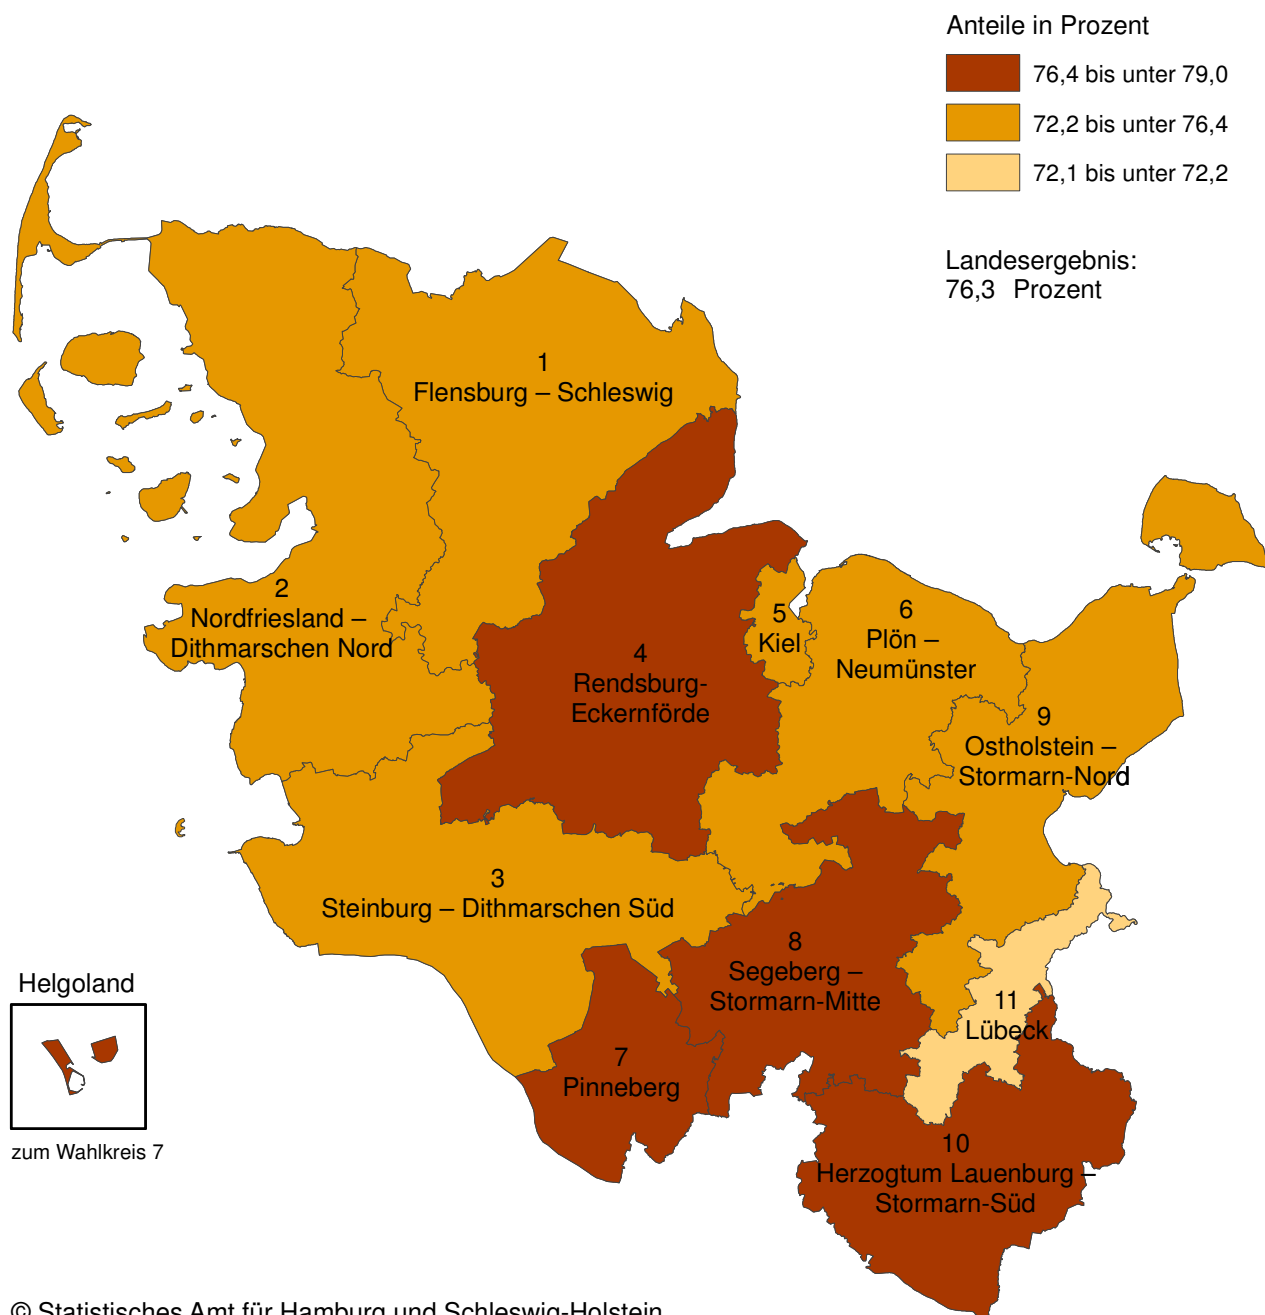 Anteile in Prozent
76,4 bis unter 79,0
72,2 bis unter 76,4
72,1 bis unter 72,2
Landesergebnis:
76,3 Prozent
1
Flensburg – Schleswig
2
Nordfriesland –
Dithmarschen Nord
4
Rendsburg-
Eckernförde
5
Kiel
6
Plön –
Neumünster
9
Ostholstein –
Stormarn-Nord
3
Steinburg – Dithmarschen Süd
8
Segeberg –
Stormarn-Mitte
11
Lübeck
7
Pinneberg
10
Herzogtum Lauenburg –
Stormarn-Süd
Helgoland
zum Wahlkreis 7
© Statistisches Amt für Hamburg und Schleswig-Holstein